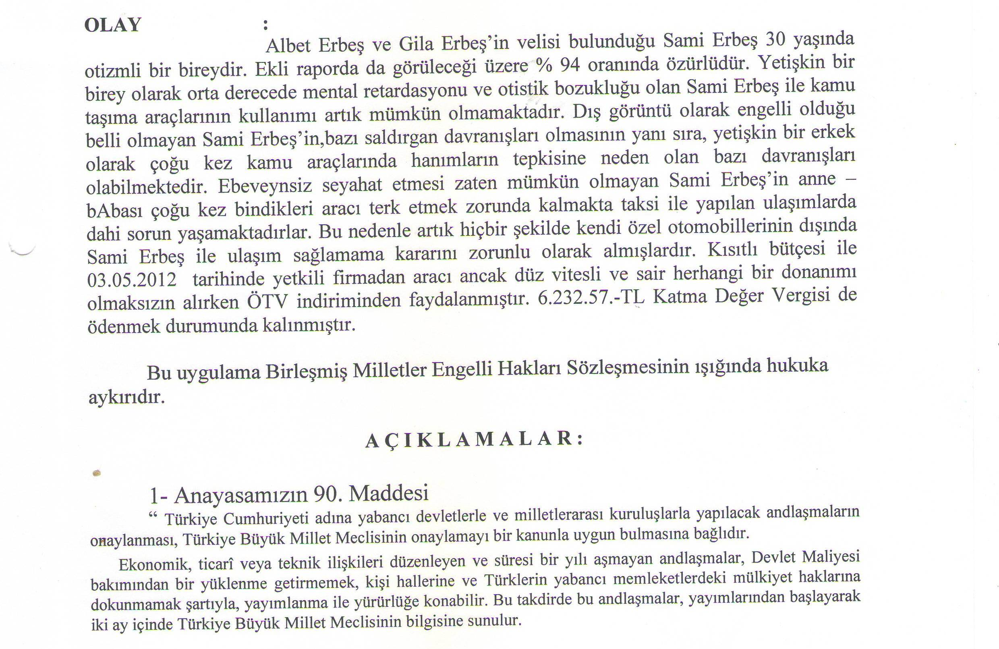 OLAY :
Albet Erbeş ve Gila Erbeş’in velisi bulunduğu Sami Erbeş 30 yaşında
otizmli bir bireydir. Ekli raporda da görüleceği üzere % 94 oranında özürlüdür. Yetişkin bir
birey olarak orta derecede mental retardasyonu ve otistik bozukluğu olan Sami Erbeş ile kamu
taşıma araçlarının kullanımı artık mümkün olmamaktadır. Dış görüntü olarak engelli olduğu
belli olmayan Sami Erbeş’in,bazı saldırgan davranışları olmasının yanı sıra, yetişkin bir erkek
olarak çoğu kez kamu araçlarında hanımların tepkisine neden olan bazı davranışları
olabilmektedir. Ebeveynsiz seyahat etmesi zaten mümkün olmayan Sami Erbeş’in anne –
bAbası çoğu kez bindikleri aracı terk etmek zorunda kalmakta taksi ile yapılan ulaşımlarda
dahi sorun yaşamaktadırlar. Bu nedenle artık hiçbir şekilde kendi özel otomobillerinin dışında
Sami Erbeş ile ulaşım sağlamama kararını zorunlu olarak almışlardır. Kısıtlı bütçesi ile
03.05.2012 tarihinde yetkili firmadan aracı ancak düz vitesli ve sair herhangi bir donanımı
olmaksızın alırken ÖTV indiriminden faydalanmıştır. 6.232.57.-TL Katma Değer Vergisi de
ödenmek durumunda kalınmıştır.
Bu uygulama Birleşmiş Milletler Engelli Hakları Sözleşmesinin ışığında hukuka
aykırıdır.
A Ç I K L A M A L A R :
1- Anayasamızın 90. Maddesi
“ Türkiye Cumhuriyeti adına yabancı devletlerle ve milletlerarası kuruluşlarla yapılacak andlaşmaların
onaylanması, Türkiye Büyük Millet Meclisinin onaylamayı bir kanunla uygun bulmasına bağlıdır.
Ekonomik, ticarî veya teknik ilişkileri düzenleyen ve süresi bir yılı aşmayan andlaşmalar, Devlet Maliyesi
bakımından bir yüklenme getirmemek, kişi hallerine ve Türklerin yabancı memleketlerdeki mülkiyet haklarına
dokunmamak şartıyla, yayımlanma ile yürürlüğe konabilir. Bu takdirde bu andlaşmalar, yayımlarından başlayarak
iki ay içinde Türkiye Büyük Millet Meclisinin bilgisine sunulur.